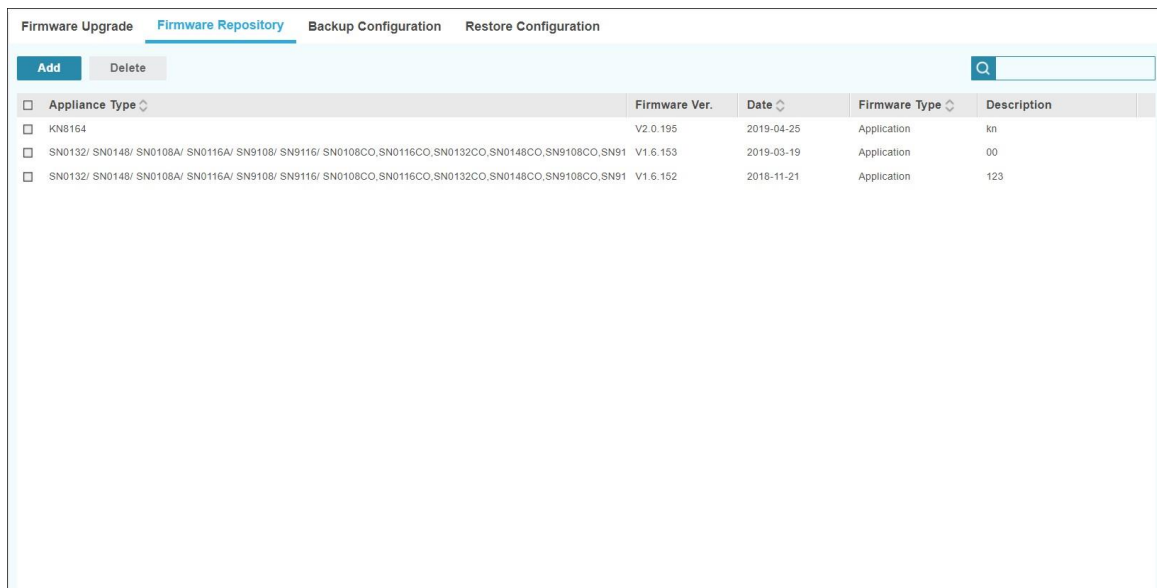 Firmware Upgrade Firmware Repository Backup Configuration Restore Configuration
Add Delete
Appliance Type Firmware Ver. Date Firmware Type Description
KN8164 V2.0.195 2019-04-25 Application kn
SN0132/ SN0148/ SN0108A/ SN0116A/ SN9108/ SN9116/ SN0108CO,SN0116CO,SN0132CO,SN0148CO,SN9108CO,SN91 V1.6.153 2019-03-19 Application 00
SN0132/ SN0148/ SN0108A/ SN0116A/ SN9108/ SN9116/ SN0108CO,SN0116CO,SN0132CO,SN0148CO,SN9108CO,SN91 V1.6.152 2018-11-21 Application 123